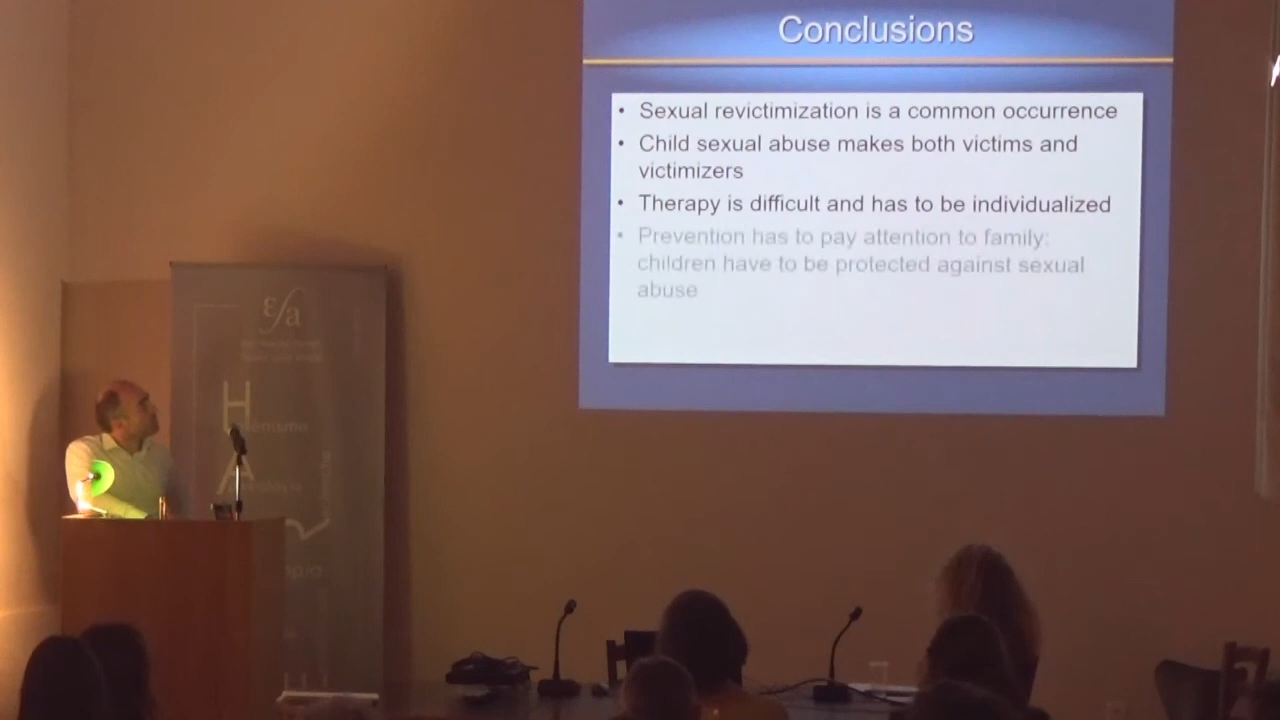 Conclusions
• Sexual revictimization is a common occurrence
• Child sexual abuse makes both victims and
victimizers
• Therapy is difficult and has to be individualized
• Prevention has to pay attention to family:
children have to be protected against sexual
abuse
εfa
H
A